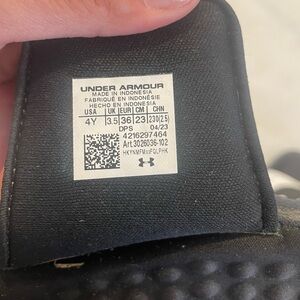 UNDER ARMOUR
MADE IN INDONESIA
FABRIQUÉ EN INDONÉSIE
HECHO EN INDONESIA
USA UK EUR CM CHN
4Y 3.5 36 23 230(2.5)
DPS 04/23
4216297464
Art.3026036-102